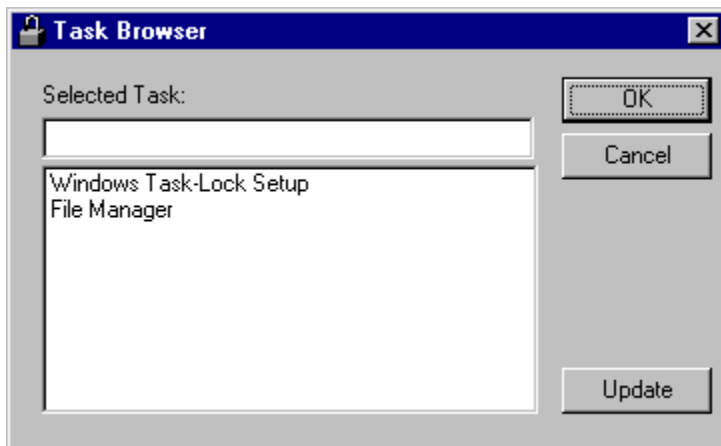 Task Browser
Selected Task:
OK
Cancel
Windows Task-Lock Setup
File Manager
Update